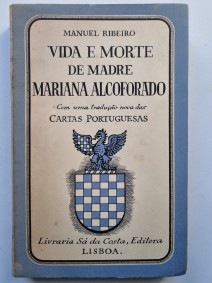 MANUEL RIBEIRO
VIDA E MORTE
DE MADRE
MARIANA ALCOFORADO
Com uma tradução nova das
CARTAS PORTUGUESAS
Livraria Sá da Costa, Editora
LISBOA.